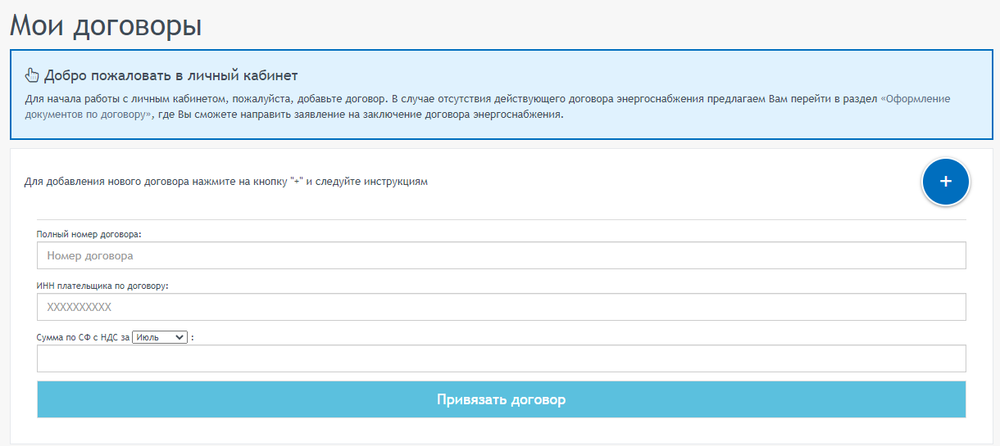 Мои договоры
Добро пожаловать в личный кабинет
Для начала работы с личным кабинетом, пожалуйста, добавьте договор. В случае отсутствия действующего договора энергоснабжения предлагаем Вам перейти в раздел «Оформление
документов по договору», где Вы сможете направить заявление на заключение договора энергоснабжения.
Для добавления нового договора нажмите на кнопку "+" и следуйте инструкциям
+
Полный номер договора:
Номер договора
ИНН плательщика по договору:
XXXXXXXXXX
Сумма по СФ с НДС за Июль :
Привязать договор